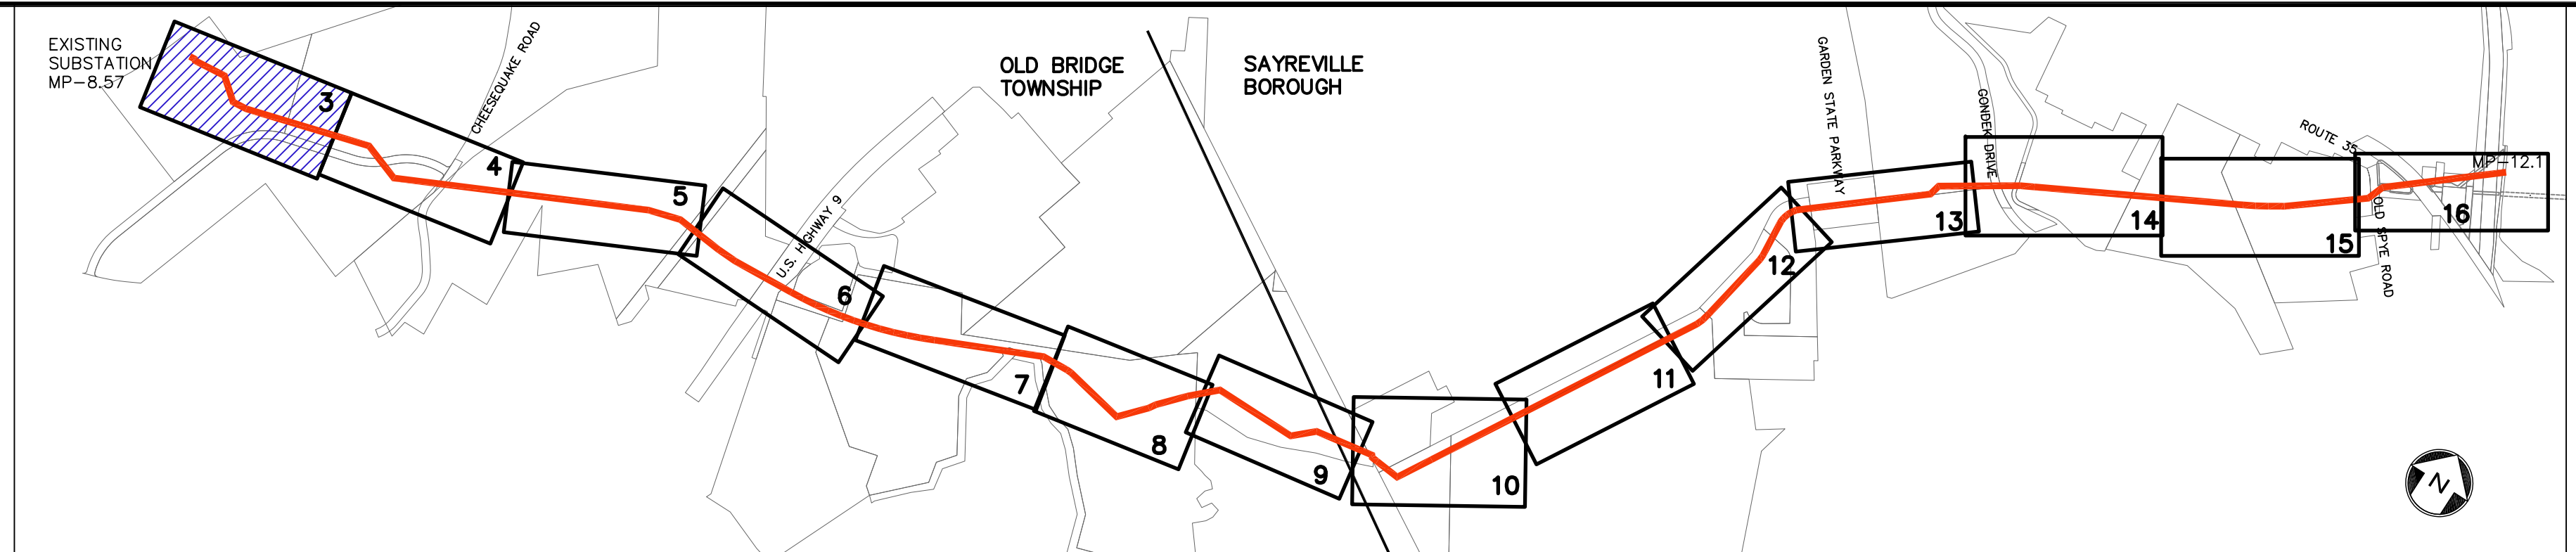 EXISTING
SUBSTATION
MP-8.57
3
CHEESEQUAKE ROAD
4
5
OLD BRIDGE
TOWNSHIP
SAYREVILLE
BOROUGH
U.S. HIGHWAY 9
6
7
8
9
10
11
12
GARDEN STATE PARKWAY
13
GONDEK DRIVE
14
ROUTE 35
15
OLD SPYE ROAD
MP-12.1
16
N